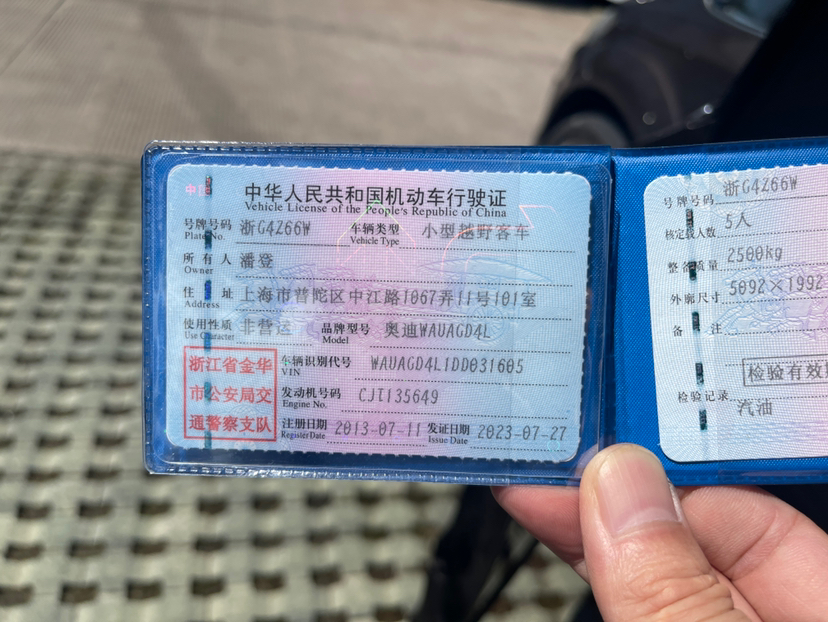 中华人民共和国机动车行驶证
Vehicle License of the People's Republic of China
号牌号码 浙G4Z66W 车辆类型 小型越野客车
Plate No. Vehicle Type
所有人 潘登
Owner
住址 上海市普陀区中江路1067弄11号101室
Address
使用性质 非营运 品牌型号 奥迪WAUAGD4L
Use Character Model
浙江省金华
市公安局交
通警察支队
车辆识别代号 WAUAGD4L1DD031605
VIN
发动机号码 CJT135649
Engine No.
注册日期 2013-07-11 发证日期 2023-07-27
Register Date Issue Date
号牌号码 浙G4Z66W
核定载人数 5人
整备质量 2500kg
外廓尺寸 5092×1992
备注
检验有效期
检验记录
汽油